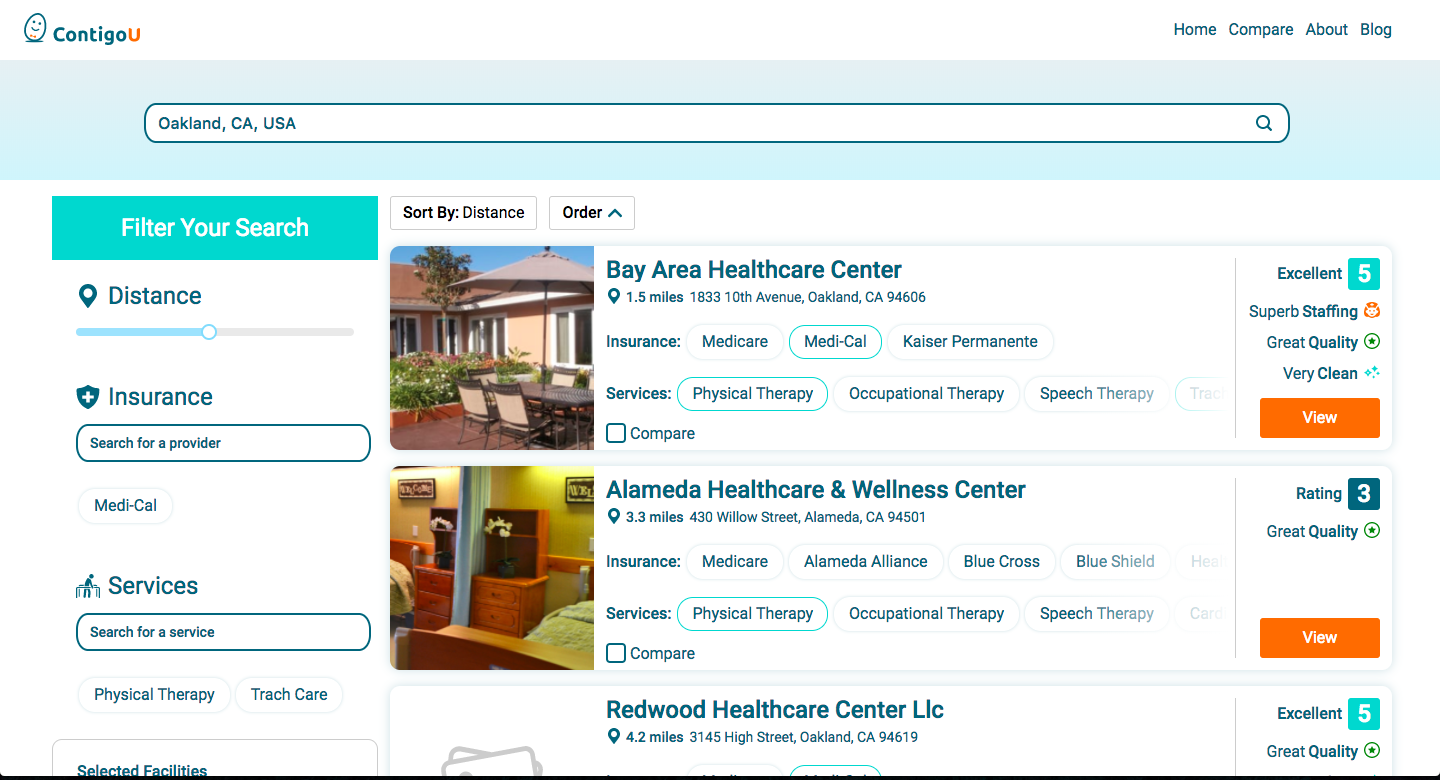 ContigoU
Home Compare About Blog
Oakland, CA, USA
Filter Your Search
Distance
Insurance
Search for a provider
Medi-Cal
Services
Search for a service
Physical Therapy Trach Care
Selected Facilities
Sort By: Distance Order
Bay Area Healthcare Center
1.5 miles 1833 10th Avenue, Oakland, CA 94606
Insurance: Medicare Medi-Cal Kaiser Permanente
Services: Physical Therapy Occupational Therapy Speech Therapy Trac
Compare
Excellent 5
Superb Staffing
Great Quality
Very Clean
View
WELCOME
Alameda Healthcare & Wellness Center
3.3 miles 430 Willow Street, Alameda, CA 94501
Insurance: Medicare Alameda Alliance Blue Cross Blue Shield Heal
Services: Physical Therapy Occupational Therapy Speech Therapy Card
Compare
Rating 3
Great Quality
View
Redwood Healthcare Center Llc
4.2 miles 3145 High Street, Oakland, CA 94619
Excellent 5
Great Quality